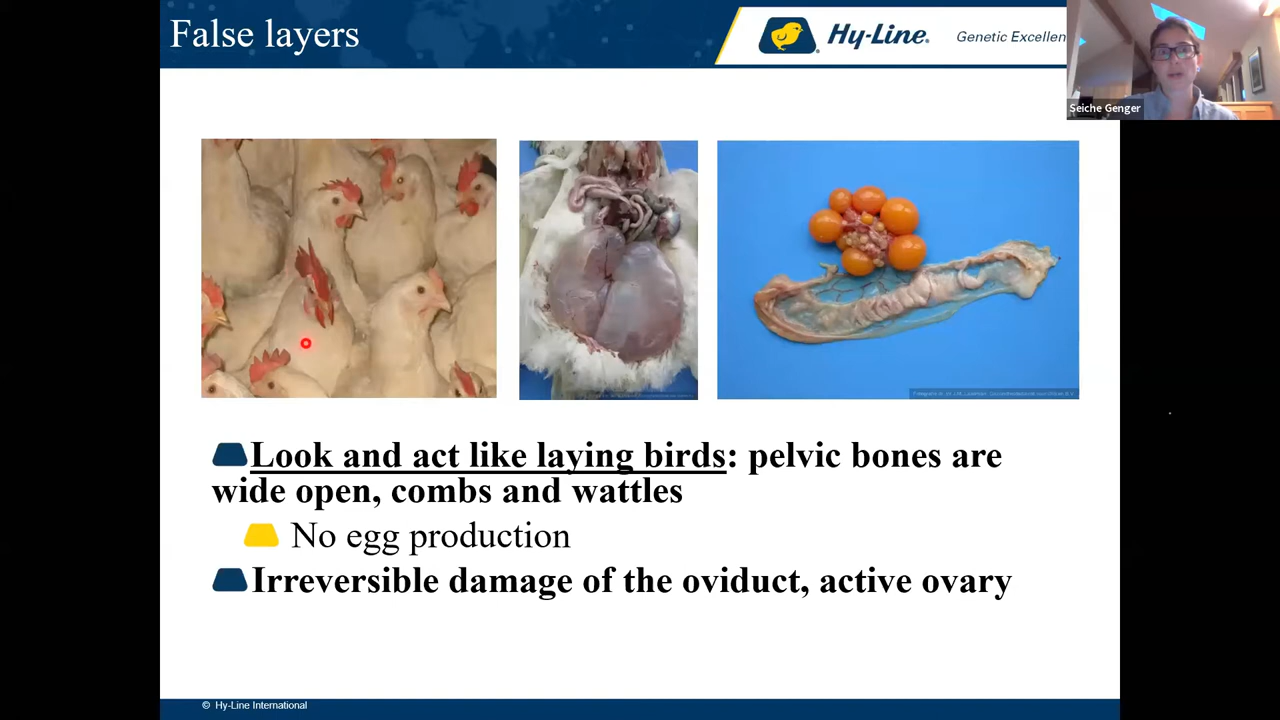 False layers
Hy-Line®
Genetic Excellen
Seiche Genger
Look and act like laying birds: pelvic bones are
wide open, combs and wattles
No egg production
Irreversible damage of the oviduct, active ovary
© Hy-Line International